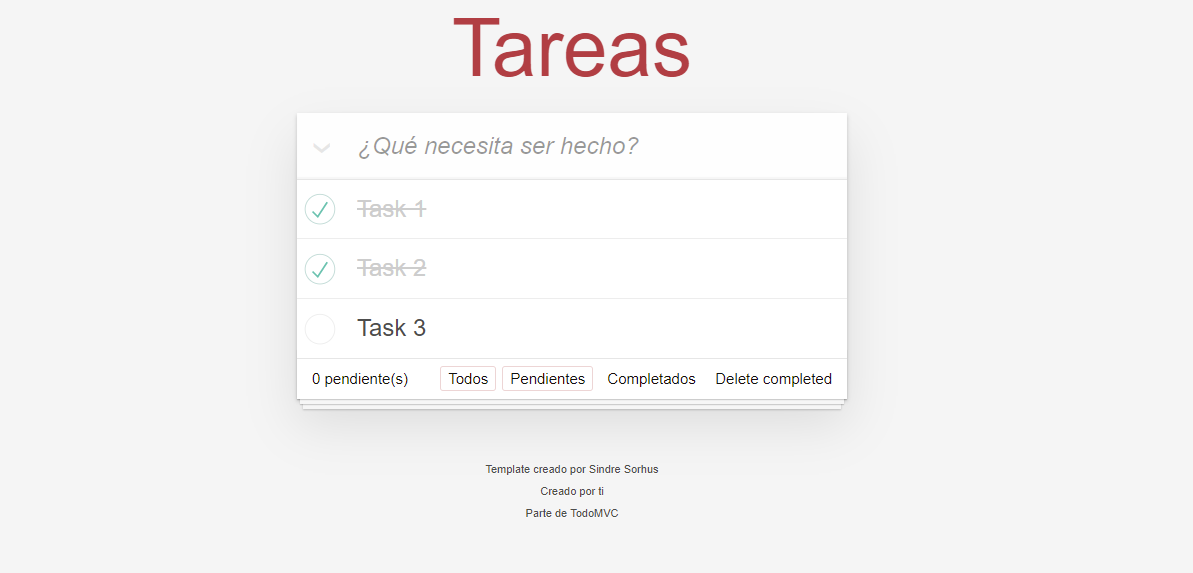 Tareas
¿Qué necesita ser hecho?
Task 1
Task 2
Task 3
0 pendiente(s) Todos Pendientes Completados Delete completed
Template creado por Sindre Sorhus
Creado por ti
Parte de TodoMVC